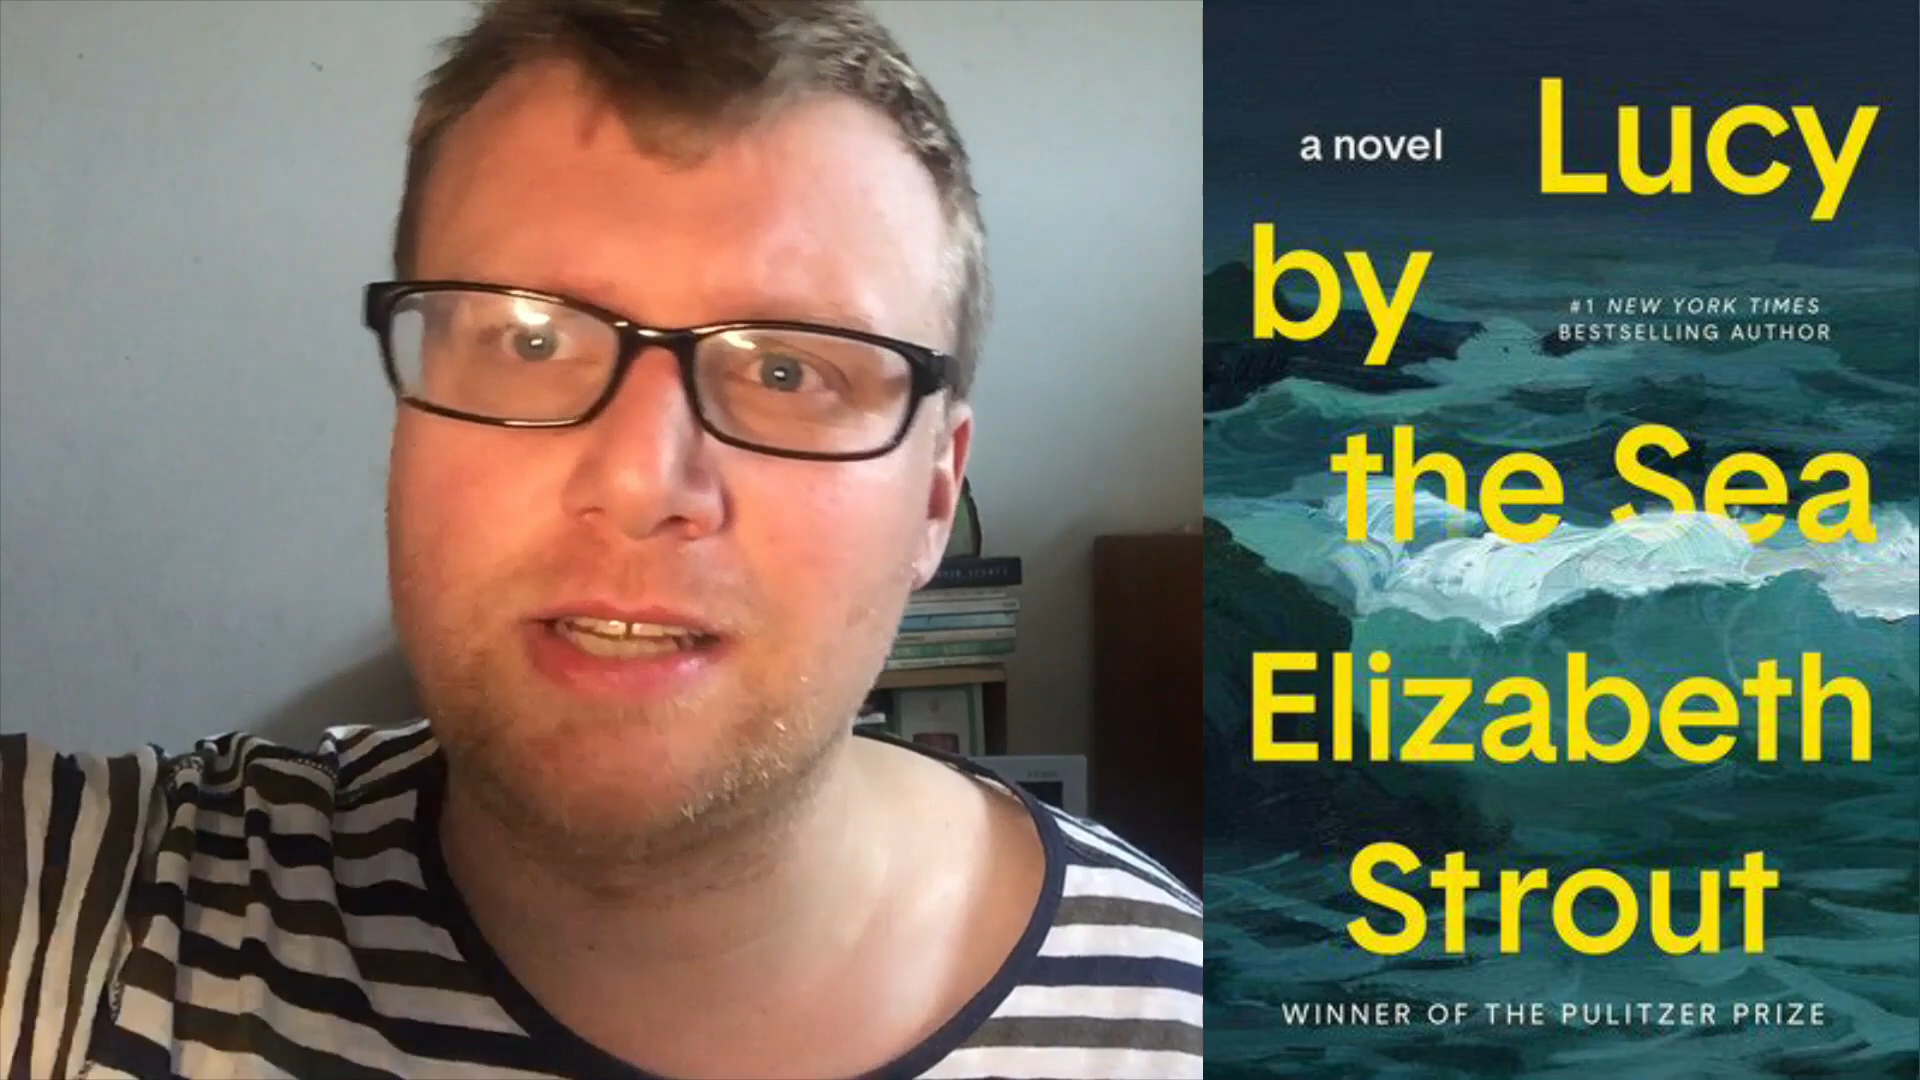 a novel
Lucy
by
#1 NEW YORK TIMES
BESTSELLING AUTHOR
the Sea
Elizabeth
Strout
WINNER OF THE PULITZER PRIZE